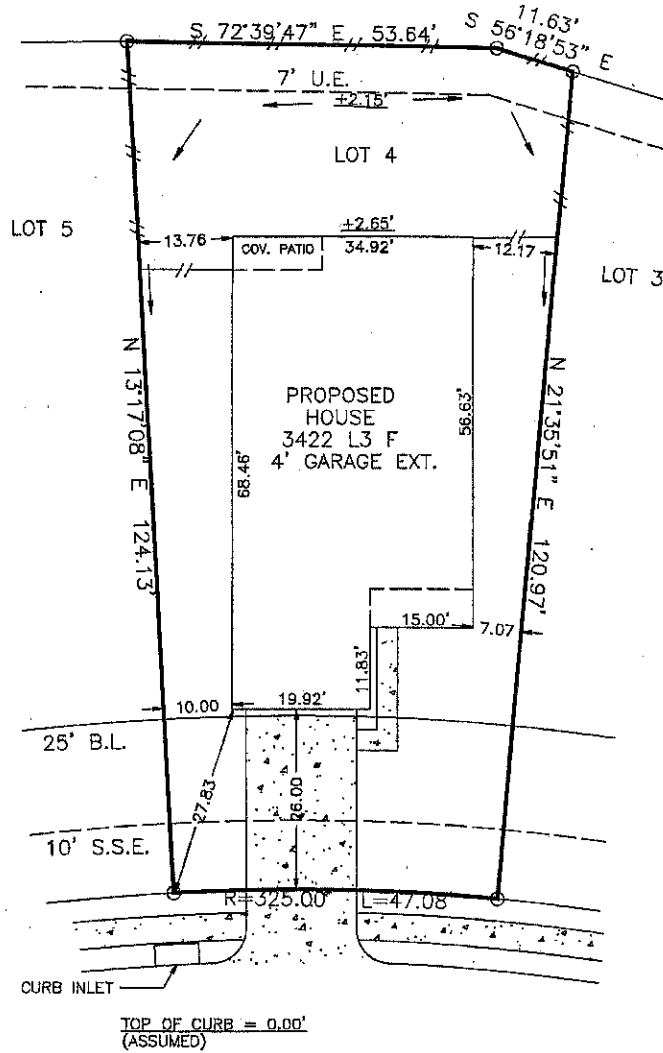 S 72°39'47" E 53.64'
11.63'
S 56°18'53" E
7' U.E.
+2.15'
LOT 4
LOT 5
+2.65'
13.76
COV. PATIO
34.92'
12.17
LOT 3
N 13°17'08" E 124.13'
PROPOSED
HOUSE
3422 L3 F
4' GARAGE EXT.
68.46'
56.63'
N 21°35'51" E 120.97'
15.00'
7.07
11.83'
10.00
19.92'
25' B.L.
27.83
26.00
10' S.S.E.
R=325.00' L=47.08
CURB INLET
TOP OF CURB = 0.00'
(ASSUMED)